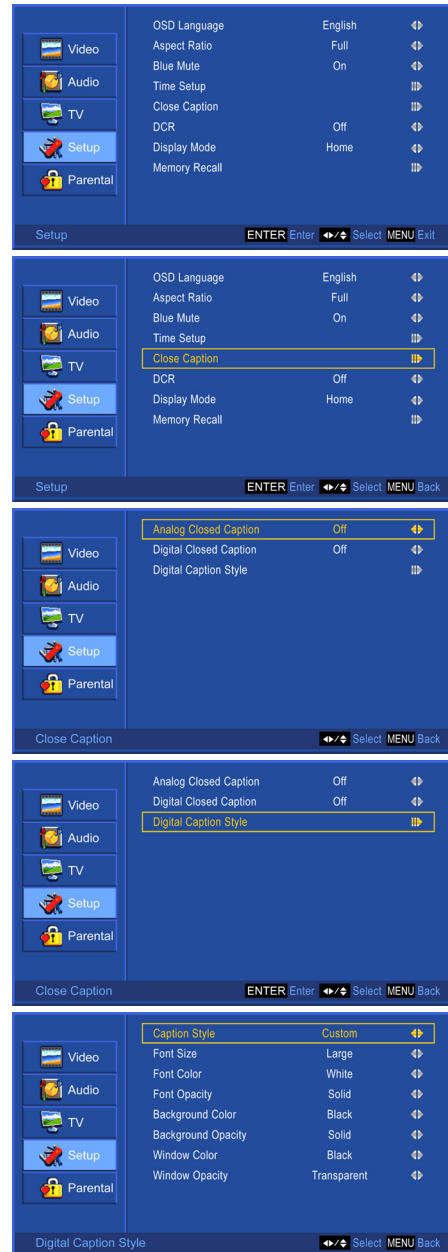 OSD Language English
Video Aspect Ratio Full
Blue Mute On
Audio Time Setup
TV Close Caption
DCR Off
Setup Display Mode Home
Memory Recall
Parental
Setup ENTER Enter / Select MENU Exit
OSD Language English
Video Aspect Ratio Full
Blue Mute On
Audio Time Setup
TV Close Caption
DCR Off
Setup Display Mode Home
Memory Recall
Parental
Setup ENTER Enter / Select MENU Back
Analog Closed Caption Off
Video Digital Closed Caption Off
Digital Caption Style
Audio
TV
Setup
Parental
Close Caption / Select MENU Back
Analog Closed Caption Off
Video Digital Closed Caption Off
Digital Caption Style
Audio
TV
Setup
Parental
Close Caption ENTER Enter / Select MENU Back
Caption Style Custom
Video Font Size Large
Font Color White
Audio Font Opacity Solid
TV Background Color Black
Background Opacity Solid
Setup Window Color Black
Window Opacity Transparent
Parental
Digital Caption Style / Select MENU Back